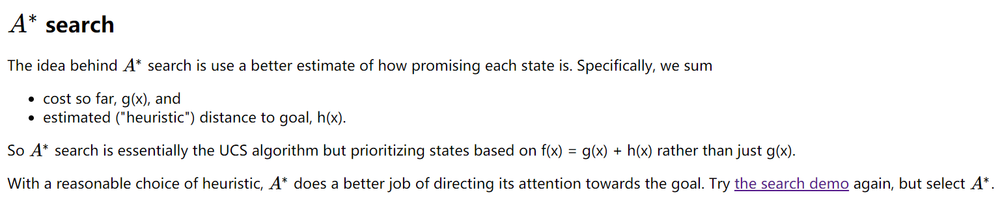 A* search
The idea behind A* search is use a better estimate of how promising each state is. Specifically, we sum
• cost so far, g(x), and
• estimated ("heuristic") distance to goal, h(x).
So A* search is essentially the UCS algorithm but prioritizing states based on f(x) = g(x) + h(x) rather than just g(x).
With a reasonable choice of heuristic, A* does a better job of directing its attention towards the goal. Try the search demo again, but select A*.